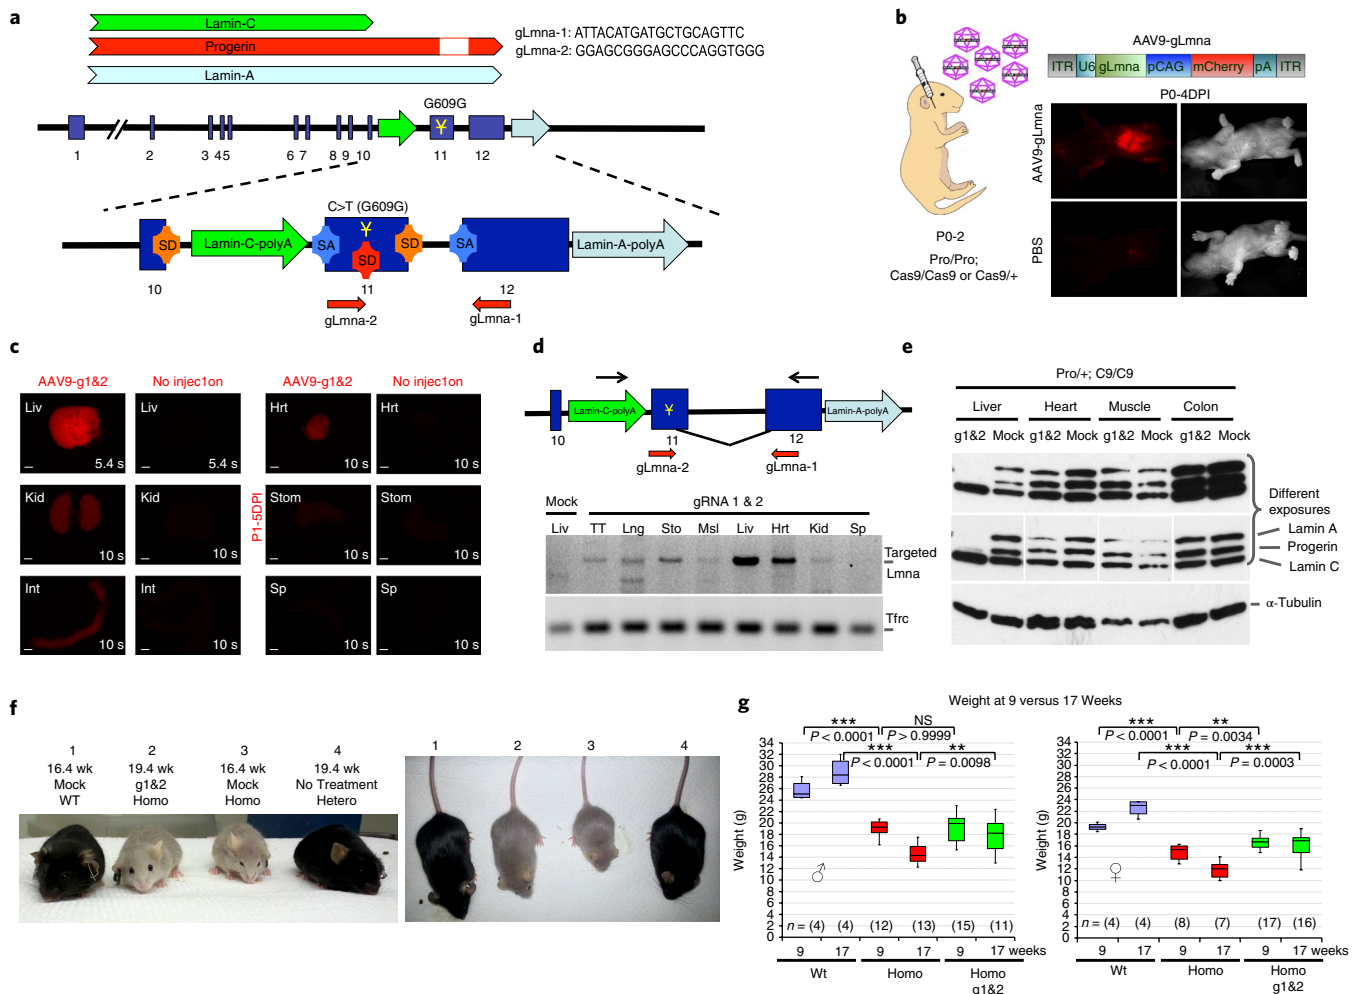 a
Lamin-C
Progerin
Lamin-A
gLmna-1: ATTACATGATGCTGCAGTTC
gLmna-2: GGAGCGGGAGCCCAGGTGGG
G609G
1 2 3 4 5 6 7 8 9 10 11 12
C>T (G609G)
SD Lamin-C-polyA SA SD SD SA Lamin-A-polyA
10 11 12
gLmna-2 gLmna-1
b
AAV9-gLmna
ITR U6 gLmna pCAG mCherry pA ITR
P0-4DPI
AAV9-gLmna
PBS
P0-2
Pro/Pro;
Cas9/Cas9 or Cas9/+
c
AAV9-g1&2 No injec1on AAV9-g1&2 No injec1on
Liv Liv Hrt Hrt
5.4 s 5.4 s 10 s 10 s
P1-5DPI
Kid Kid Stom Stom
10 s 10 s 10 s 10 s
Int Int Sp Sp
10 s 10 s 10 s 10 s
d
Lamin-C-polyA Lamin-A-polyA
10 11 12
gLmna-2 gLmna-1
Mock gRNA 1 & 2
Liv TT Lng Sto Msl Liv Hrt Kid Sp
Targeted
Lmna
Tfrc
e
Pro/+; C9/C9
Liver Heart Muscle Colon
g1&2 Mock g1&2 Mock g1&2 Mock g1&2 Mock
Different
exposures
Lamin A
Progerin
Lamin C
α-Tubulin
f
1 2 3 4
16.4 wk 19.4 wk 16.4 wk 19.4 wk
Mock g1&2 Mock No Treatment
WT Homo Homo Hetero
1 2 3 4
g
Weight at 9 versus 17 Weeks
*** NS
P < 0.0001 P > 0.9999
*** **
P < 0.0001 P = 0.0098
Weight (g)
34
32
30
28
26
24
22
20
18
16
14
12
10
8
6
4
2
0
♂
n = (4) (4) (12) (13) (15) (11)
9 17 9 17 9 17 weeks
Wt Homo Homo
g1&2
*** **
P < 0.0001 P = 0.0034
*** ***
P < 0.0001 P = 0.0003
Weight (g)
34
32
30
28
26
24
22
20
18
16
14
12
10
8
6
4
2
0
♀
n = (4) (4) (8) (7) (17) (16)
9 17 9 17 9 17 weeks
Wt Homo Homo
g1&2